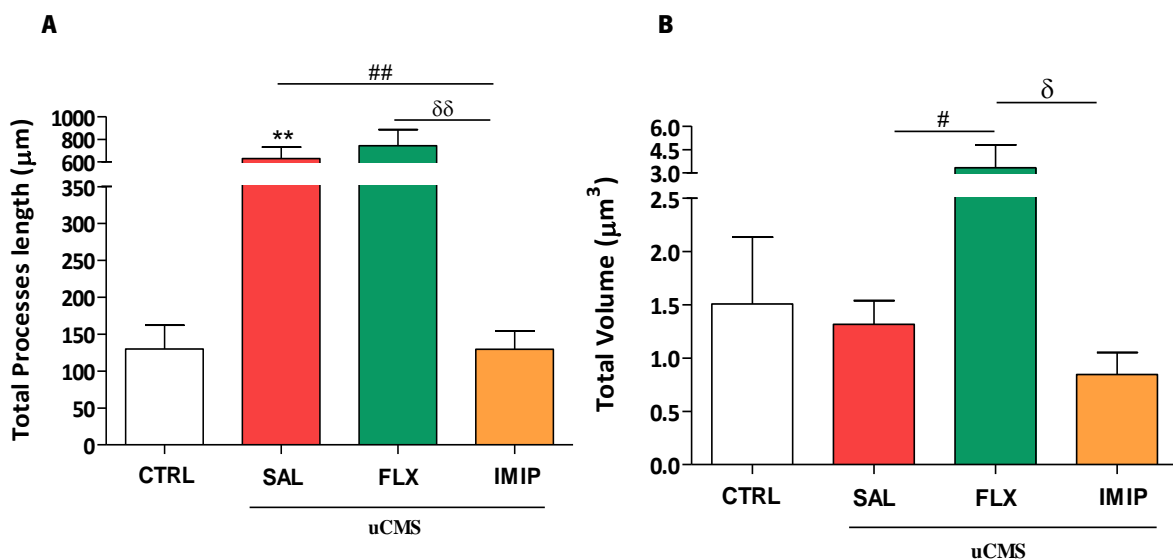 A
Total Processes length (μm)
##
δδ
**
1000
800
600
350
300
250
200
150
100
50
0
CTRL
SAL
FLX
IMIP
uCMS
B
Total Volume (μm³)
δ
#
6.0
4.5
3.0
2.5
2.0
1.5
1.0
0.5
0.0
CTRL
SAL
FLX
IMIP
uCMS